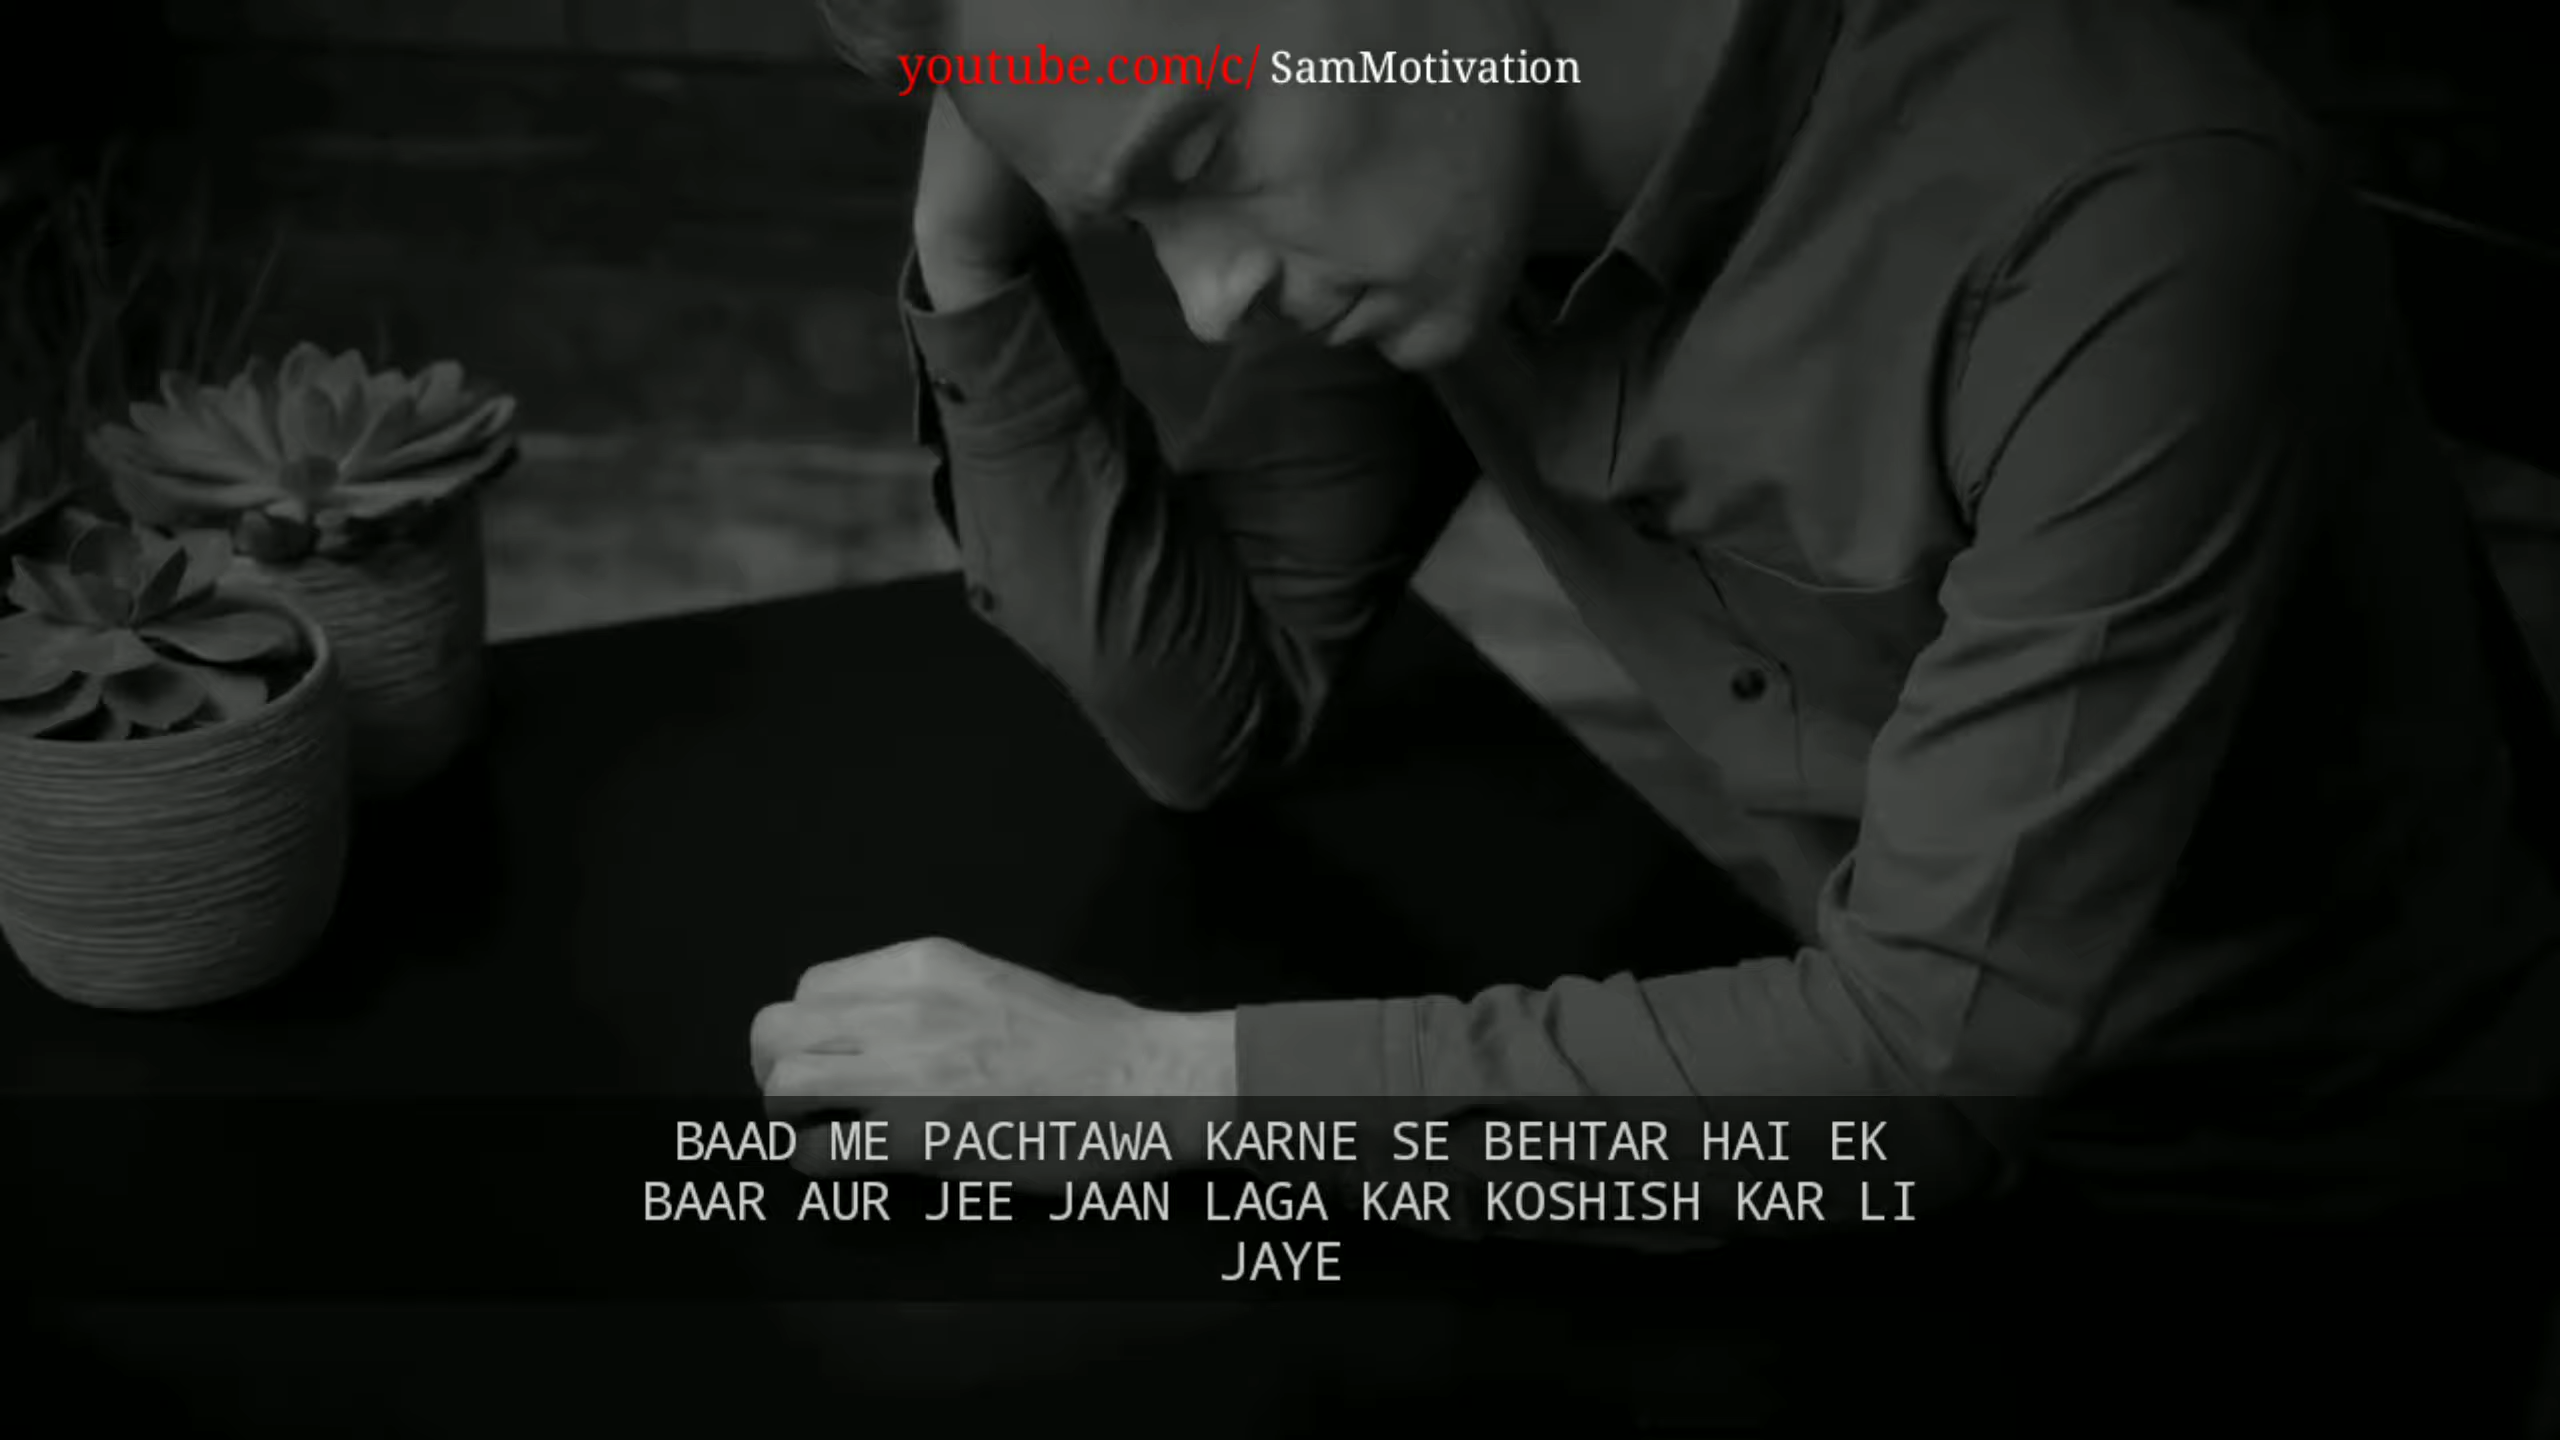 youtube.com/c/ SamMotivation
BAAD ME PACHTAWA KARNE SE BEHTAR HAI EK
BAAR AUR JEE JAAN LAGA KAR KOSHISH KAR LI
JAYE